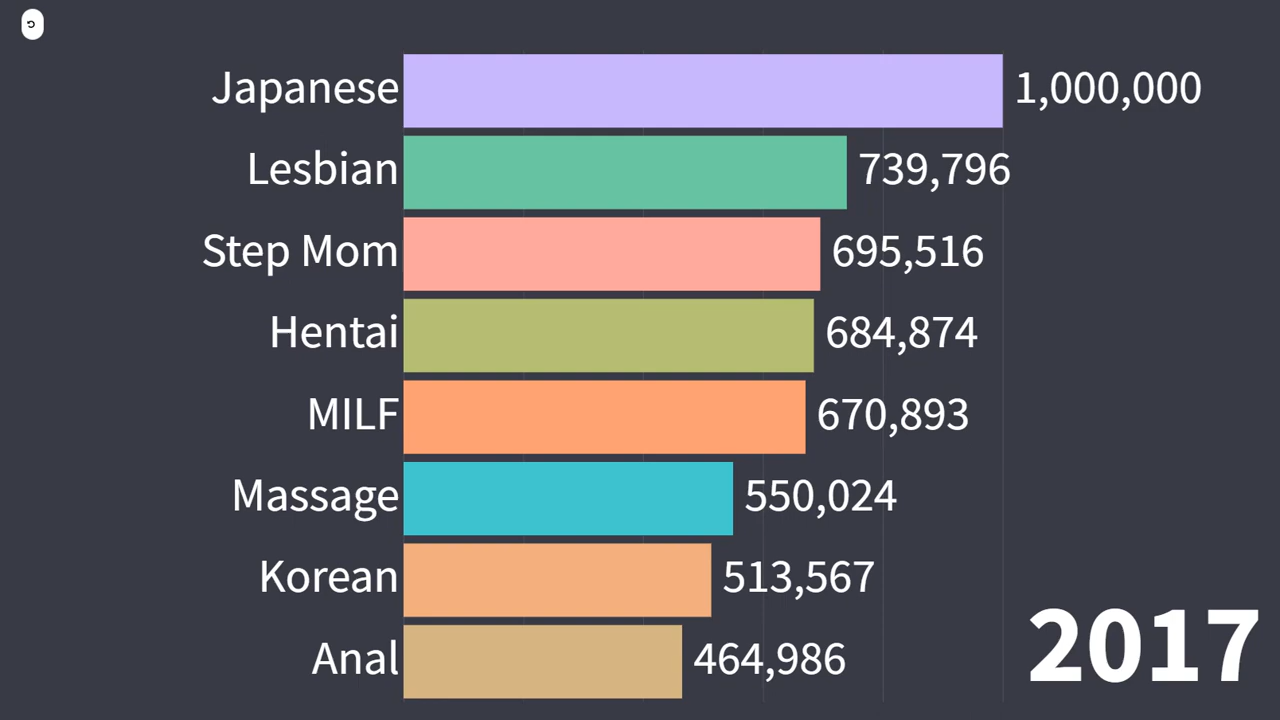 Japanese 1,000,000
Lesbian 739,796
Step Mom 695,516
Hentai 684,874
MILF 670,893
Massage 550,024
Korean 513,567
Anal 464,986
2017